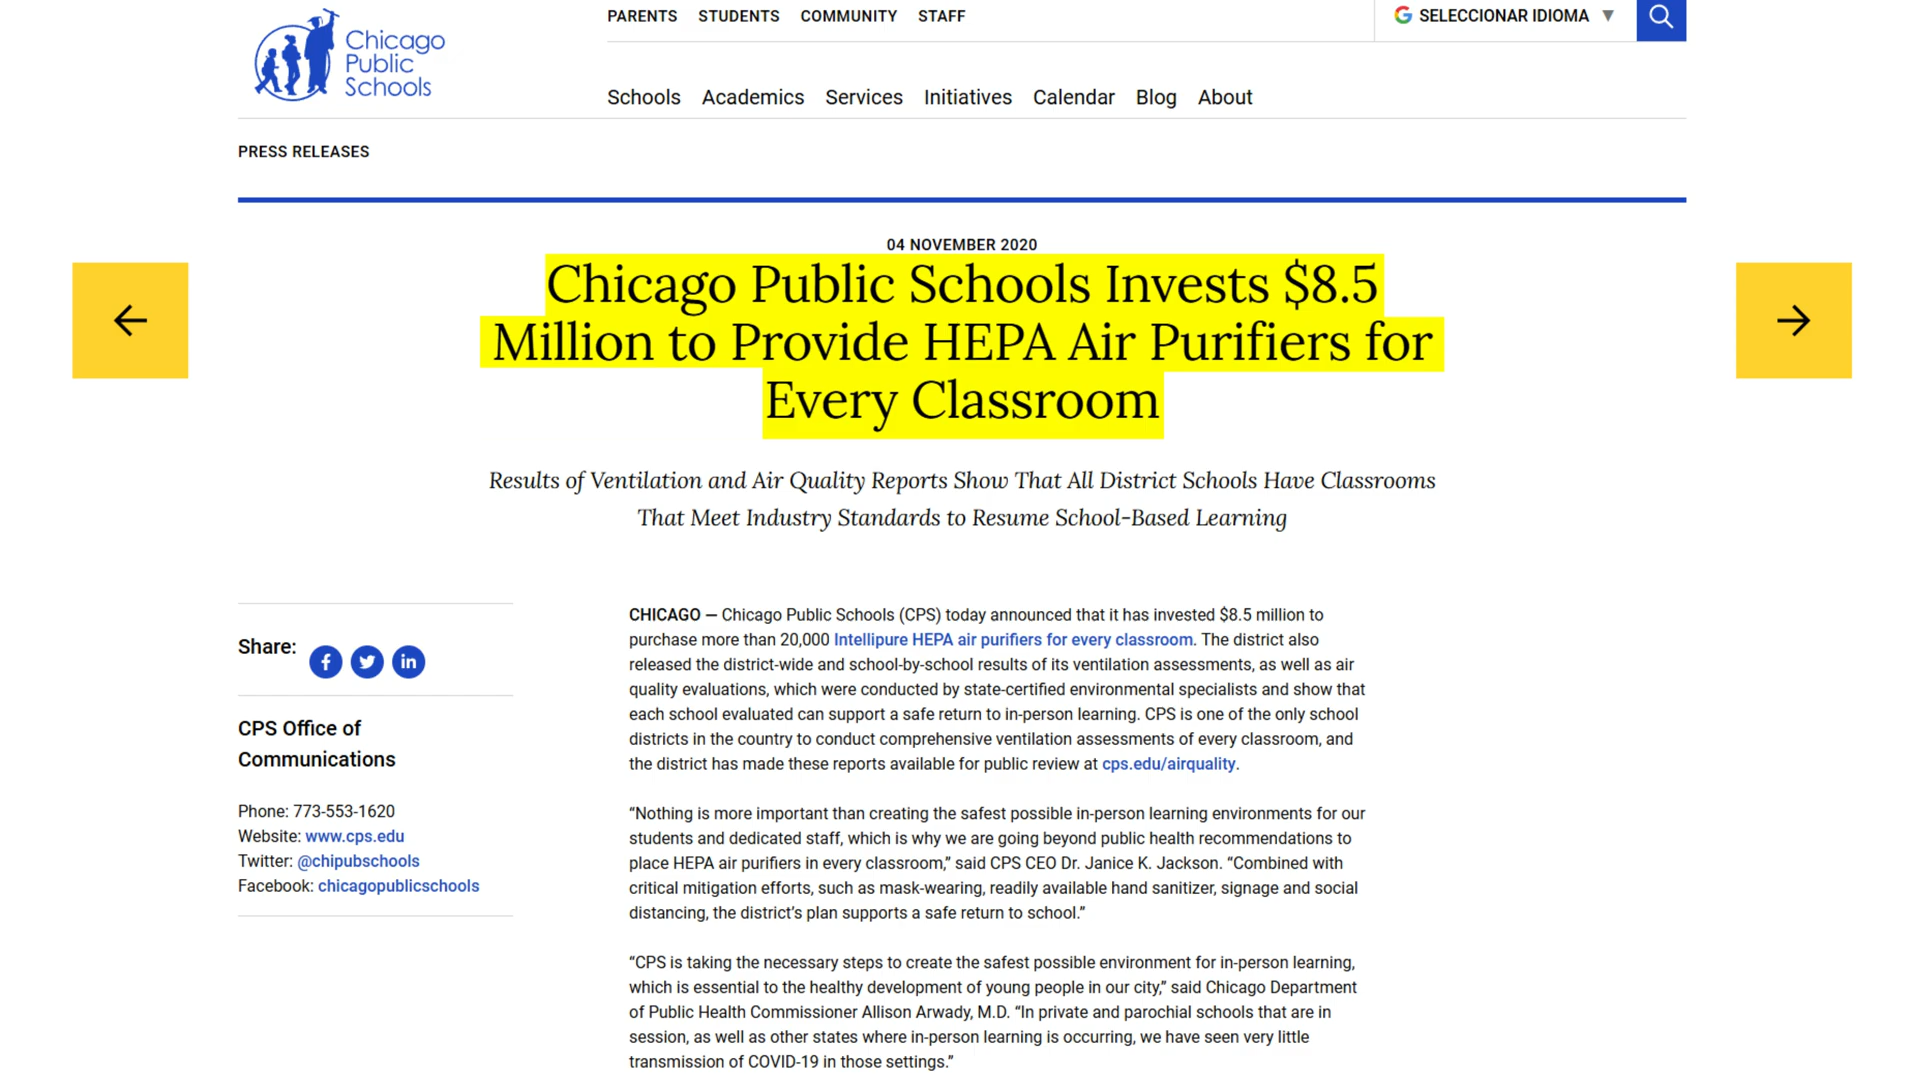 Chicago
Public
Schools
PARENTS STUDENTS COMMUNITY STAFF
SELECCIONAR IDIOMA ▼
Schools Academics Services Initiatives Calendar Blog About
PRESS RELEASES
04 NOVEMBER 2020
Chicago Public Schools Invests $8.5
Million to Provide HEPA Air Purifiers for
Every Classroom
Results of Ventilation and Air Quality Reports Show That All District Schools Have Classrooms
That Meet Industry Standards to Resume School-Based Learning
Share:
CPS Office of
Communications
Phone: 773-553-1620
Website: www.cps.edu
Twitter: @chipubschools
Facebook: chicagopublicschools
CHICAGO — Chicago Public Schools (CPS) today announced that it has invested $8.5 million to
purchase more than 20,000 Intellipure HEPA air purifiers for every classroom. The district also
released the district-wide and school-by-school results of its ventilation assessments, as well as air
quality evaluations, which were conducted by state-certified environmental specialists and show that
each school evaluated can support a safe return to in-person learning. CPS is one of the only school
districts in the country to conduct comprehensive ventilation assessments of every classroom, and
the district has made these reports available for public review at cps.edu/airquality.
“Nothing is more important than creating the safest possible in-person learning environments for our
students and dedicated staff, which is why we are going beyond public health recommendations to
place HEPA air purifiers in every classroom,” said CPS CEO Dr. Janice K. Jackson. “Combined with
critical mitigation efforts, such as mask-wearing, readily available hand sanitizer, signage and social
distancing, the district’s plan supports a safe return to school.”
“CPS is taking the necessary steps to create the safest possible environment for in-person learning,
which is essential to the healthy development of young people in our city,” said Chicago Department
of Public Health Commissioner Allison Arwady, M.D. “In private and parochial schools that are in
session, as well as other states where in-person learning is occurring, we have seen very little
transmission of COVID-19 in those settings.”